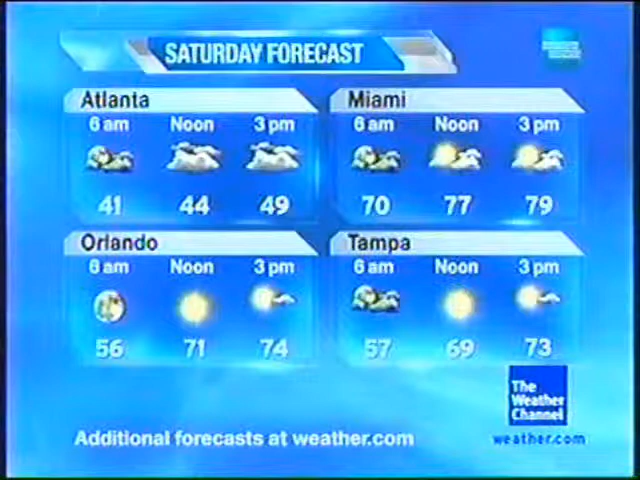 SATURDAY FORECAST
Atlanta
6 am Noon 3 pm
41 44 49
Miami
6 am Noon 3 pm
70 77 79
Orlando
6 am Noon 3 pm
56 71 74
Tampa
6 am Noon 3 pm
57 69 73
The
Weather
Channel
Additional forecasts at weather.com
weather.com